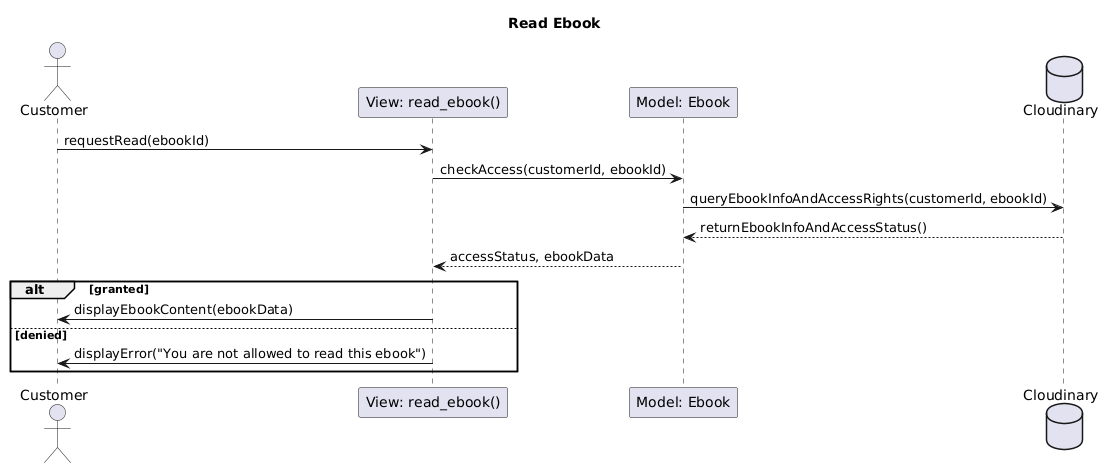 Read Ebook
Customer
View: read_ebook()
Model: Ebook
Cloudinary
requestRead(ebookId)
checkAccess(customerId, ebookId)
queryEbookInfoAndAccessRights(customerId, ebookId)
returnEbookInfoAndAccessStatus()
accessStatus, ebookData
alt [granted]
displayEbookContent(ebookData)
[denied]
displayError("You are not allowed to read this ebook")
Customer
View: read_ebook()
Model: Ebook
Cloudinary